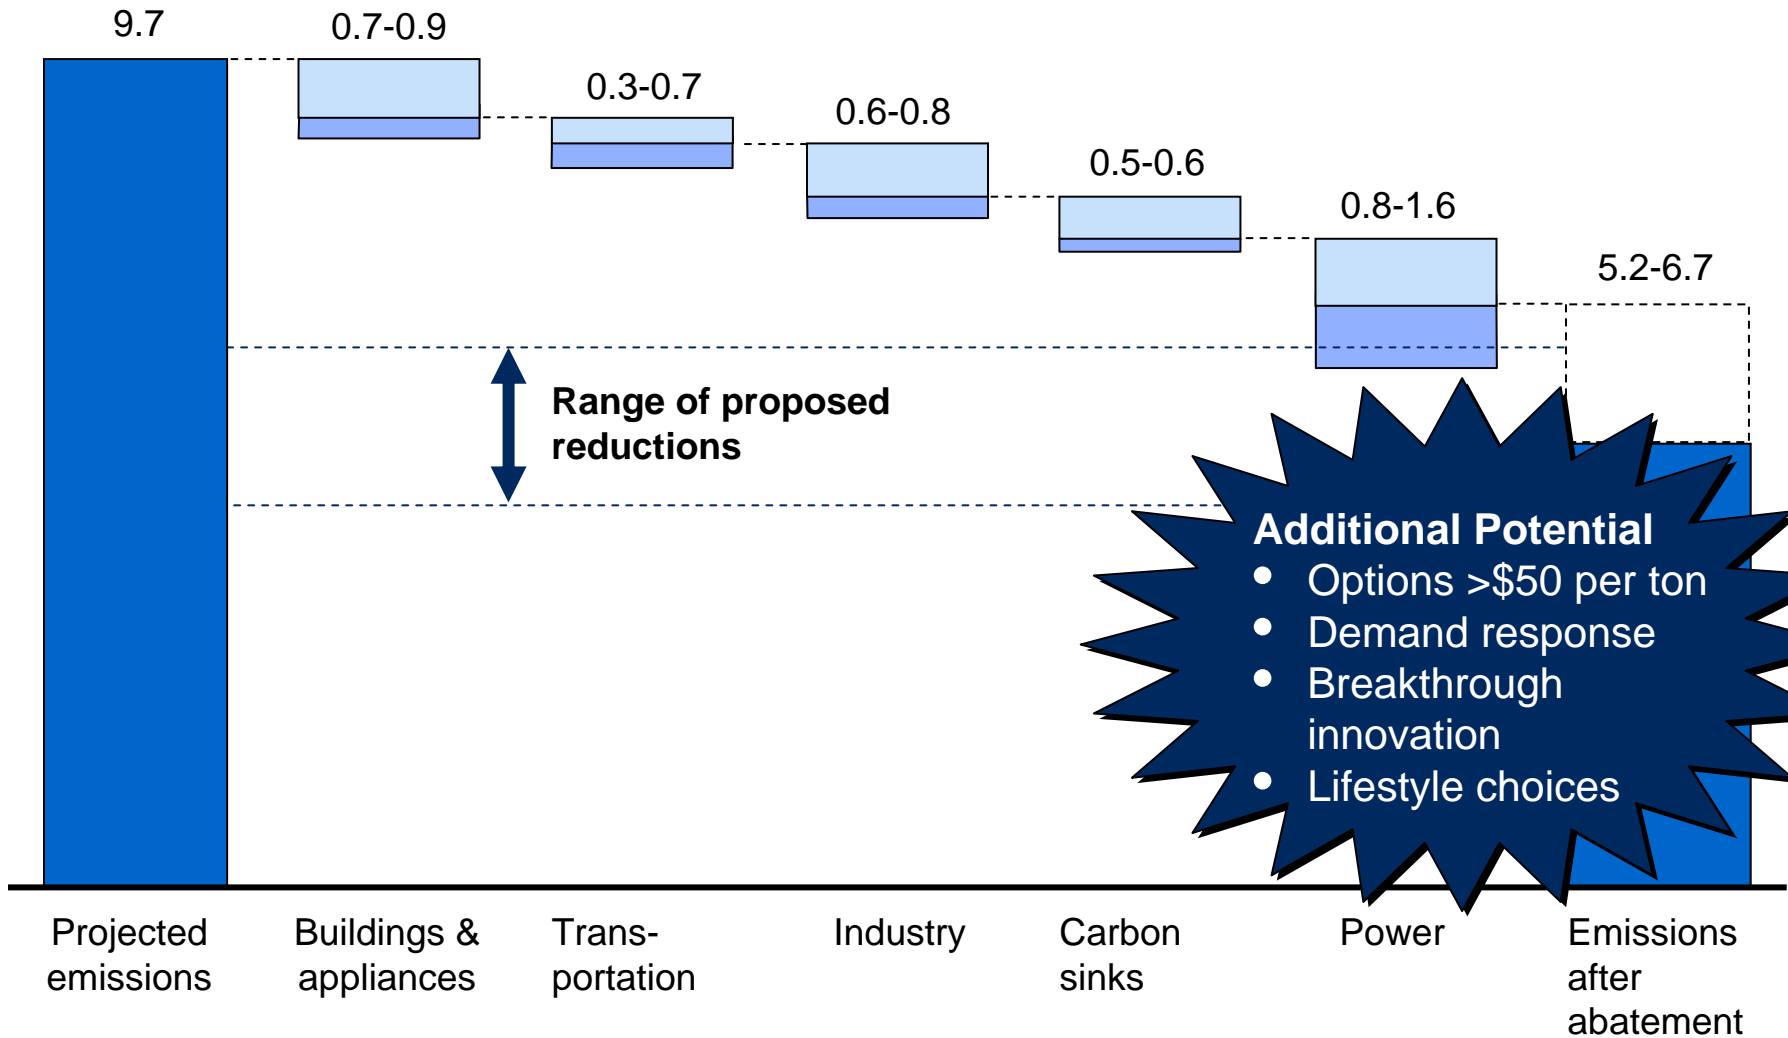 9.7
0.7-0.9
0.3-0.7
0.6-0.8
0.5-0.6
0.8-1.6
5.2-6.7
Range of proposed
reductions
Additional Potential
● Options >$50 per ton
● Demand response
● Breakthrough
innovation
● Lifestyle choices
Projected
emissions
Buildings &
appliances
Trans-
portation
Industry
Carbon
sinks
Power
Emissions
after
abatement